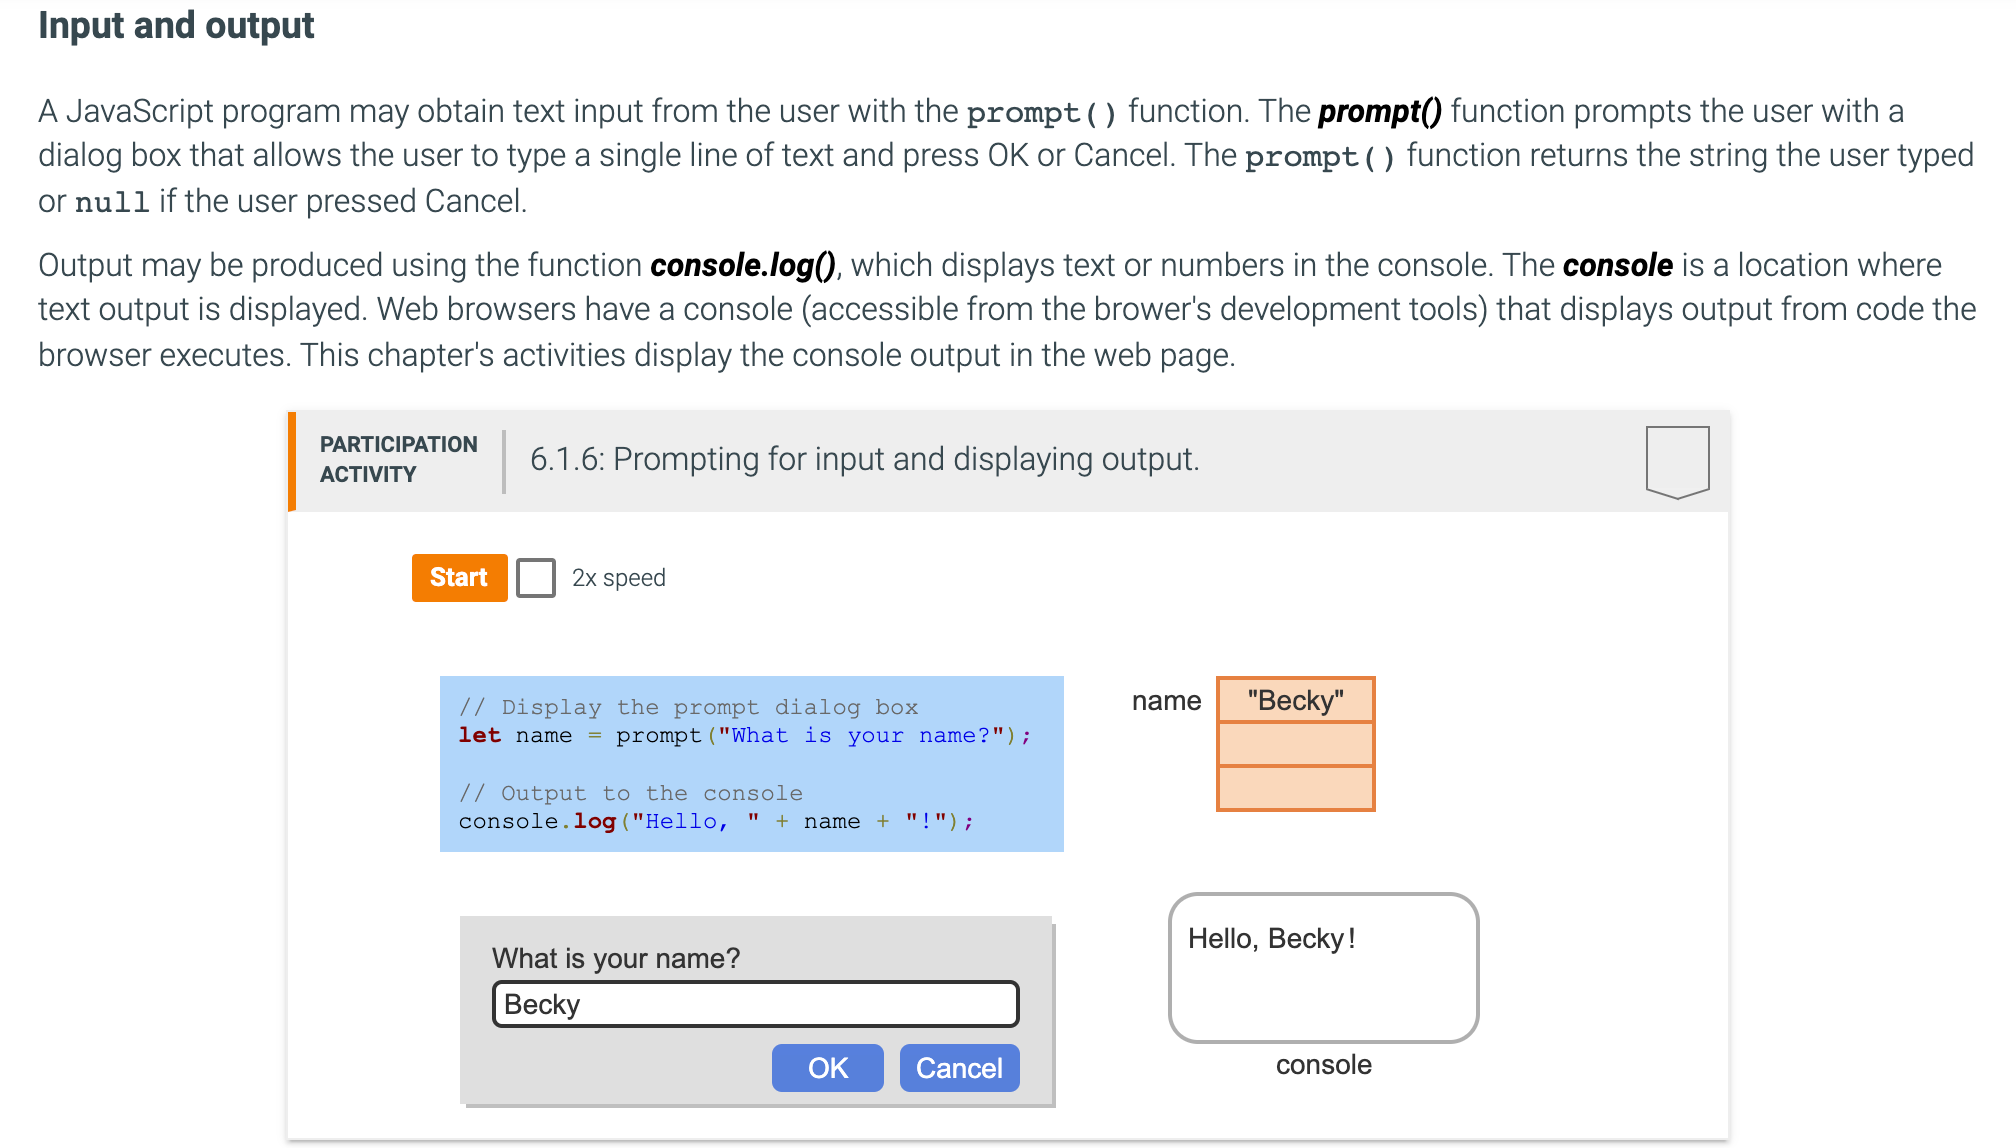 Input and output
A JavaScript program may obtain text input from the user with the prompt() function. The prompt() function prompts the user with a
dialog box that allows the user to type a single line of text and press OK or Cancel. The prompt() function returns the string the user typed
or null if the user pressed Cancel.
Output may be produced using the function console.log(), which displays text or numbers in the console. The console is a location where
text output is displayed. Web browsers have a console (accessible from the brower's development tools) that displays output from code the
browser executes. This chapter's activities display the console output in the web page.
PARTICIPATION
ACTIVITY
6.1.6: Prompting for input and displaying output.
Start
2x speed
// Display the prompt dialog box
let name = prompt("What is your name?");
// Output to the console
console.log("Hello, " + name + "!");
name
"Becky"
What is your name?
Becky
OK
Cancel
Hello, Becky!
console